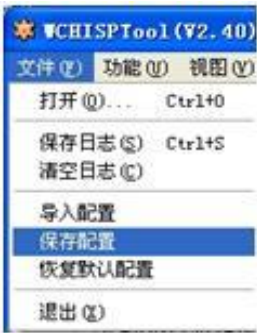 WCHISPTool(V2.40)
文件(F) 功能(U) 视图(V)
打开(O)... Ctrl+O
保存日志(S) Ctrl+S
清空日志(C)
导入配置
保存配置
恢复默认配置
退出(X)